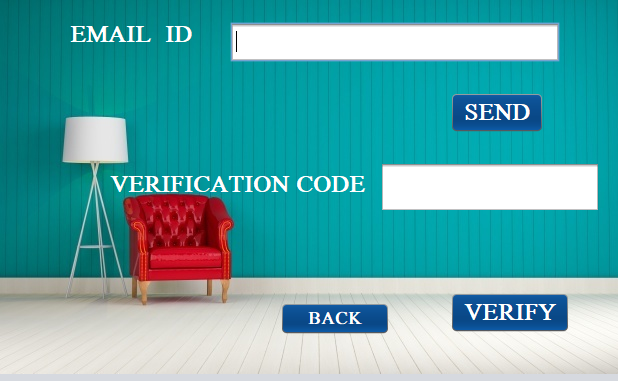 EMAIL ID
SEND
VERIFICATION CODE
BACK
VERIFY